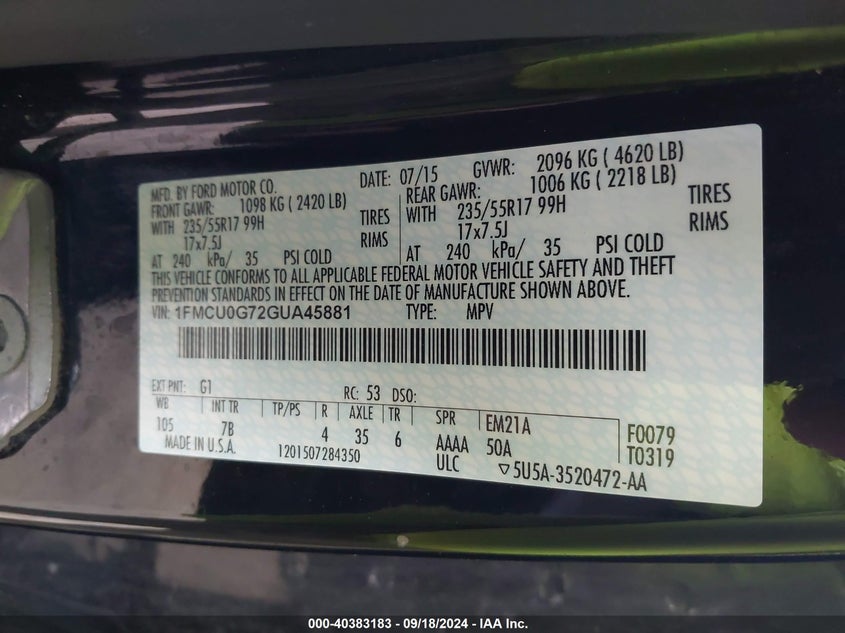 MFD. BY FORD MOTOR CO. DATE: 07/15 GVWR: 2096 KG ( 4620 LB)
FRONT GAWR: 1098 KG ( 2420 LB) REAR GAWR: 1006 KG ( 2218 LB)
WITH 235/55R17 99H TIRES WITH 235/55R17 99H TIRES
17x7.5J RIMS 17x7.5J RIMS
AT 240 kPa/ 35 PSI COLD AT 240 kPa/ 35 PSI COLD
THIS VEHICLE CONFORMS TO ALL APPLICABLE FEDERAL MOTOR VEHICLE SAFETY AND THEFT
PREVENTION STANDARDS IN EFFECT ON THE DATE OF MANUFACTURE SHOWN ABOVE.
VIN: 1FMCU0G72GUA45881 TYPE: MPV
EXT PNT: G1 RC: 53 DSO:
WB INT TR TP/PS R AXLE TR SPR EM21A
105 7B 4 35 6 AAAA 50A F0079
MADE IN U.S.A. 1201507284350 ULC T0319
▽5U5A-3520472-AA
000-40383183 - 09/18/2024 - IAA Inc.